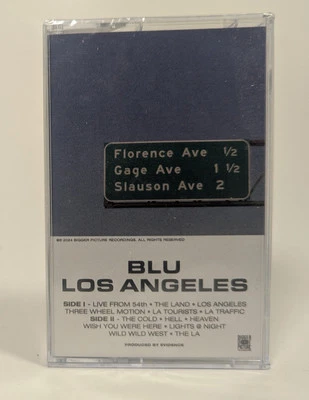 Florence Ave ½
Gage Ave 1 ½
Slauson Ave 2
BLU
LOS ANGELES
SIDE I - LIVE FROM 54th • THE LAND • LOS ANGELES
THREE WHEEL MOTION • LA TOURISTS • LA TRAFFIC
SIDE II - THE COLD • HELL • HEAVEN
WISH YOU WERE HERE • LIGHTS @ NIGHT
WILD WILD WEST • THE LA
PRODUCED BY EVIDENCE